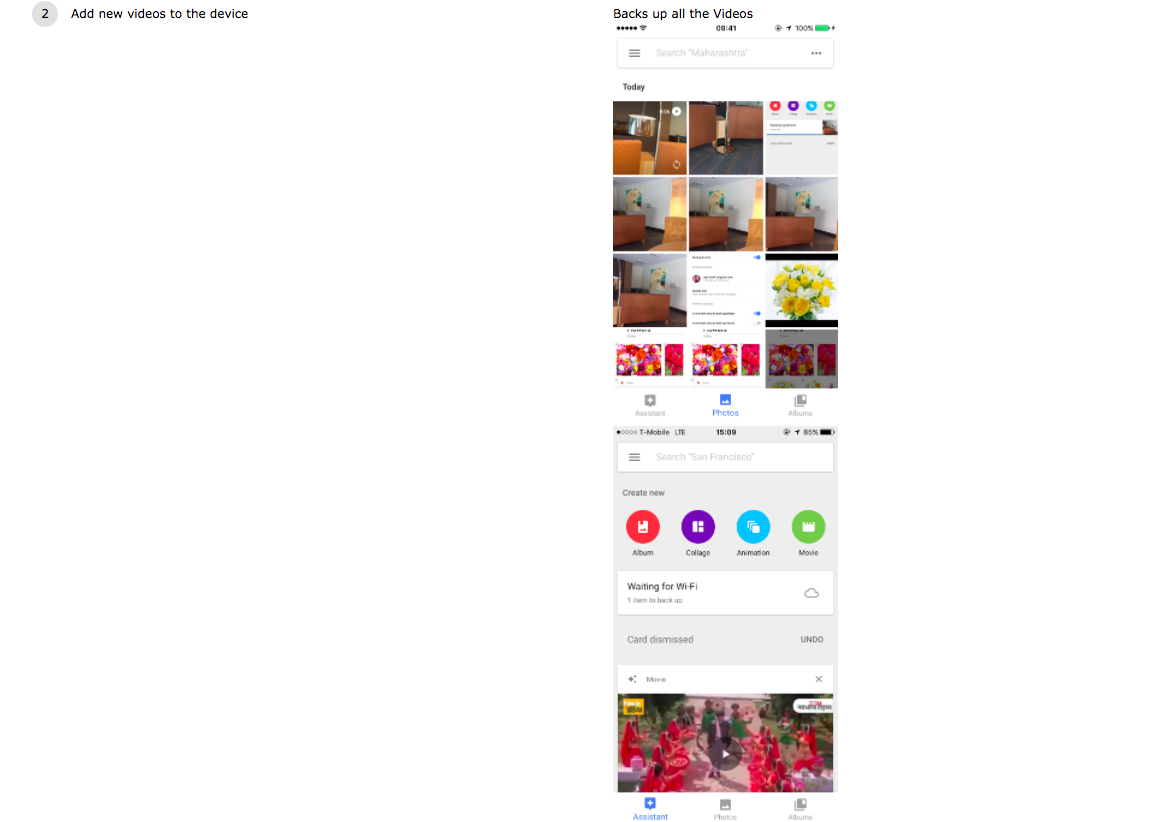 2 Add new videos to the device
Backs up all the Videos
09:41
100%
Search "Maharashtra"
Today
Assistant
Photos
Albums
T-Mobile LTE
15:09
85%
Search "San Francisco"
Create new
Album
Collage
Animation
Movie
Waiting for Wi-Fi
1 item to back up
Card dismissed
UNDO
Movie
Assistant
Photos
Albums